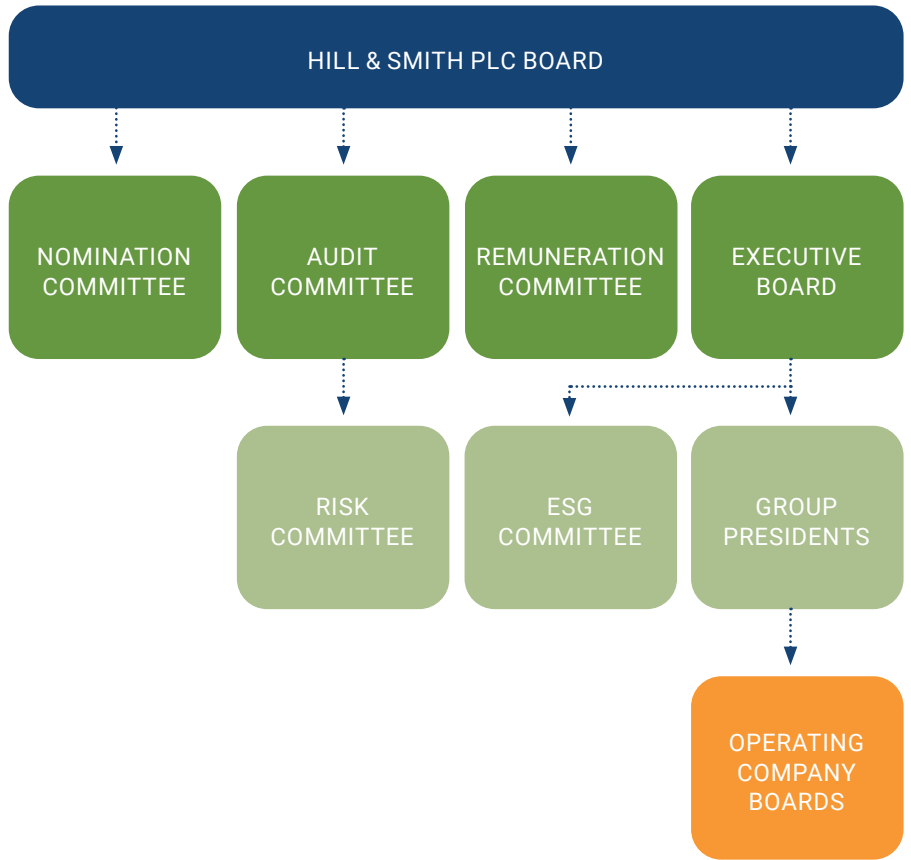 HILL & SMITH PLC BOARD
NOMINATION
COMMITTEE
AUDIT
COMMITTEE
REMUNERATION
COMMITTEE
EXECUTIVE
BOARD
RISK
COMMITTEE
ESG
COMMITTEE
GROUP
PRESIDENTS
OPERATING
COMPANY
BOARDS